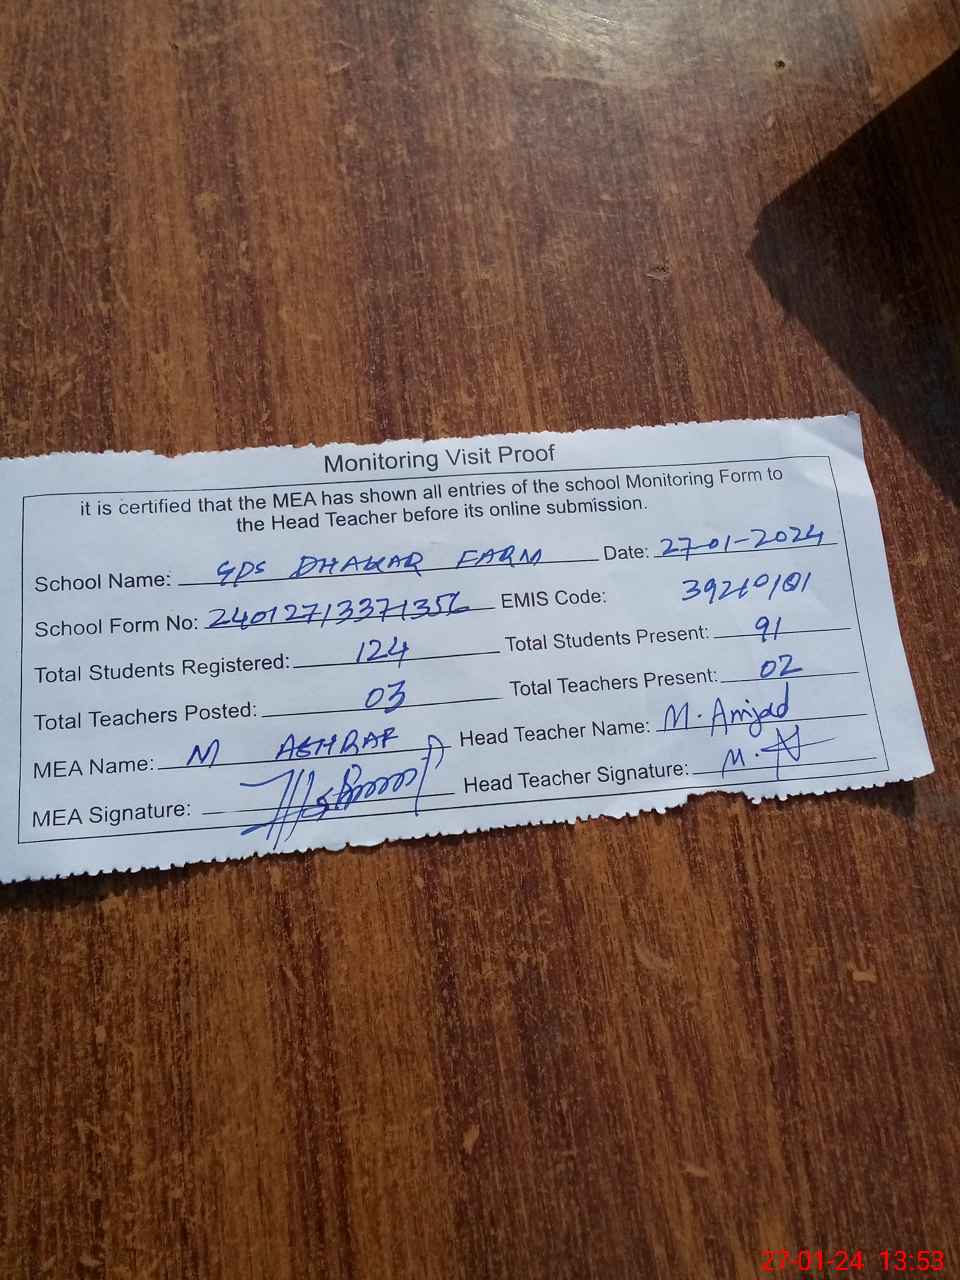 Monitoring Visit Proof
it is certified that the MEA has shown all entries of the school Monitoring Form to
the Head Teacher before its online submission.
School Name: GPS DHAKAR FARM Date: 27-01-2024
School Form No: 24012713371356 EMIS Code: 39210101
Total Students Registered: 124 Total Students Present: 91
Total Teachers Posted: 03 Total Teachers Present: 02
MEA Name: M ASHRAF Head Teacher Name: M. Amjad
MEA Signature: Head Teacher Signature: M.
27-01-24 13:53